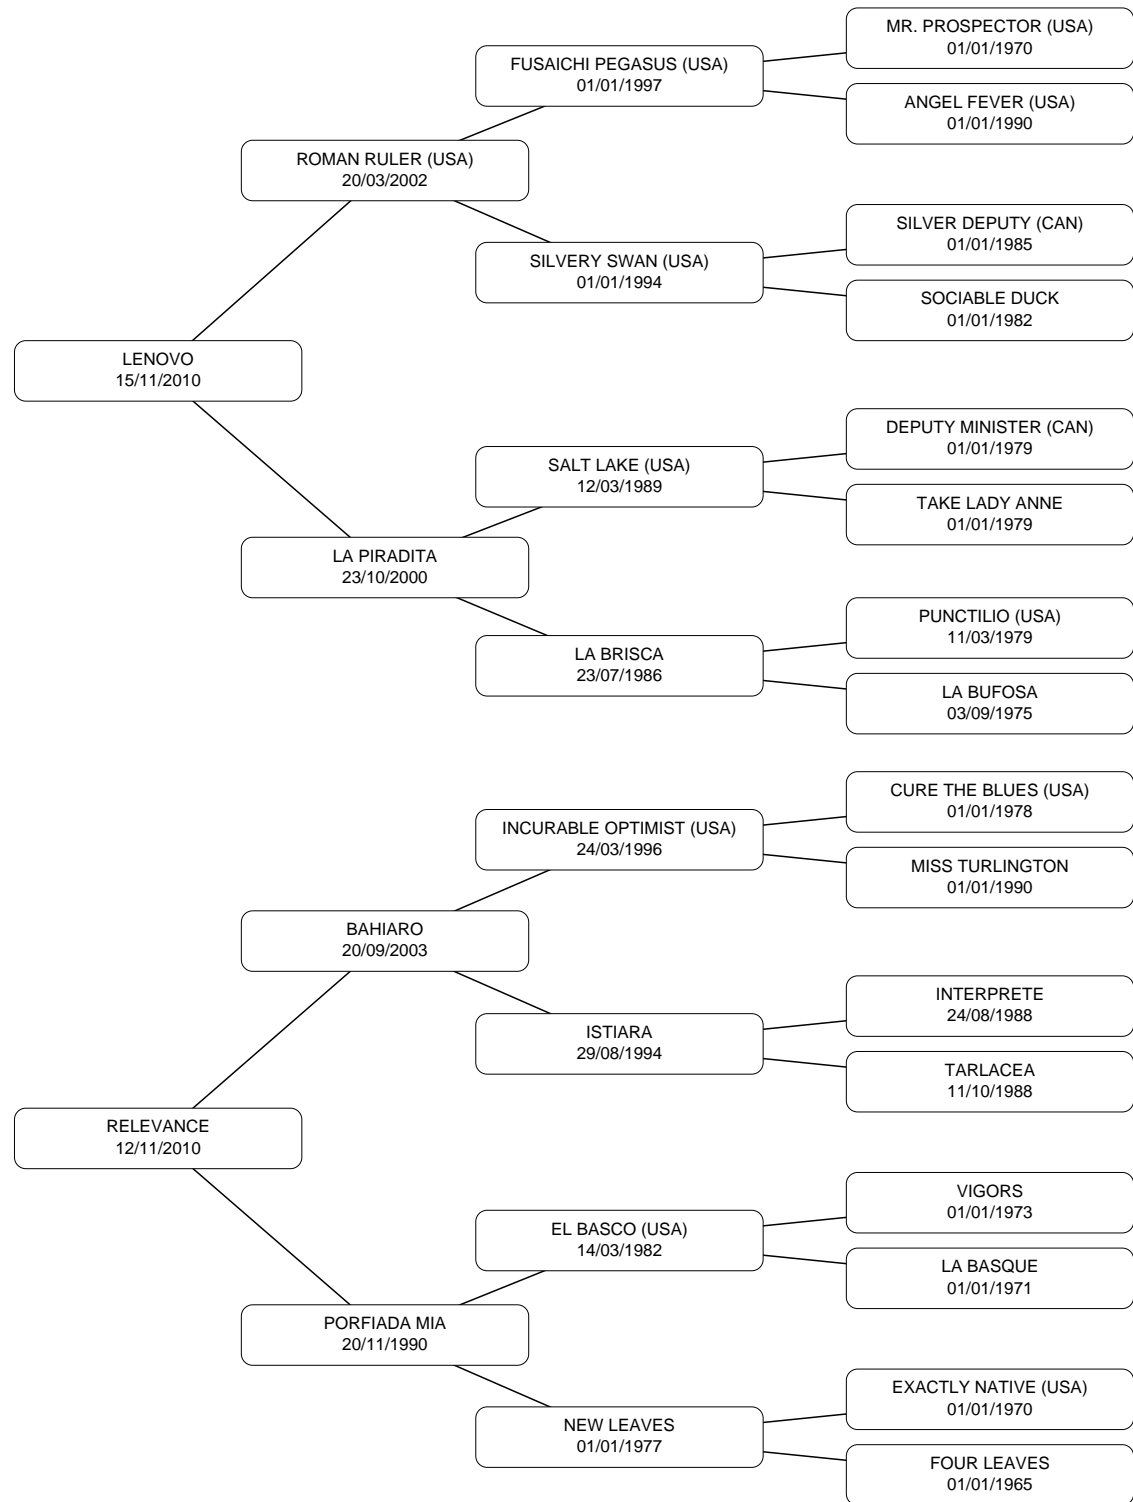 MR. PROSPECTOR (USA)
01/01/1970
FUSAICHI PEGASUS (USA)
01/01/1997
ANGEL FEVER (USA)
01/01/1990
ROMAN RULER (USA)
20/03/2002
SILVER DEPUTY (CAN)
01/01/1985
SILVERY SWAN (USA)
01/01/1994
SOCIABLE DUCK
01/01/1982
LENOVO
15/11/2010
DEPUTY MINISTER (CAN)
01/01/1979
SALT LAKE (USA)
12/03/1989
TAKE LADY ANNE
01/01/1979
LA PIRADITA
23/10/2000
PUNCTILIO (USA)
11/03/1979
LA BRISCA
23/07/1986
LA BUFOSA
03/09/1975
CURE THE BLUES (USA)
01/01/1978
INCURABLE OPTIMIST (USA)
24/03/1996
MISS TURLINGTON
01/01/1990
BAHIARO
20/09/2003
INTERPRETE
24/08/1988
ISTIARA
29/08/1994
TARLACEA
11/10/1988
RELEVANCE
12/11/2010
VIGORS
01/01/1973
EL BASCO (USA)
14/03/1982
LA BASQUE
01/01/1971
PORFIADA MIA
20/11/1990
EXACTLY NATIVE (USA)
01/01/1970
NEW LEAVES
01/01/1977
FOUR LEAVES
01/01/1965